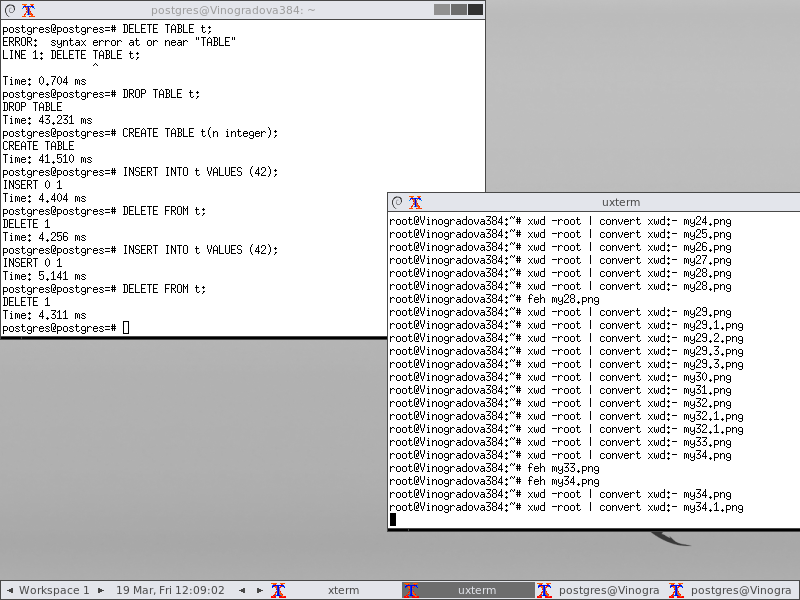 postgres@Vinogradova384: ~
postgres@postgres=# DELETE TABLE t;
ERROR:  syntax error at or near "TABLE"
LINE 1: DELETE TABLE t;
^
Time: 0.704 ms
postgres@postgres=# DROP TABLE t;
DROP TABLE
Time: 43.231 ms
postgres@postgres=# CREATE TABLE t(n integer);
CREATE TABLE
Time: 41.510 ms
postgres@postgres=# INSERT INTO t VALUES (42);
INSERT 0 1
Time: 4.404 ms
postgres@postgres=# DELETE FROM t;
DELETE 1
Time: 4.256 ms
postgres@postgres=# INSERT INTO t VALUES (42);
INSERT 0 1
Time: 5.141 ms
postgres@postgres=# DELETE FROM t;
DELETE 1
Time: 4.311 ms
postgres@postgres=#
uxterm
root@Vinogradova384:~# xwd -root | convert xwd:- my24.png
root@Vinogradova384:~# xwd -root | convert xwd:- my25.png
root@Vinogradova384:~# xwd -root | convert xwd:- my26.png
root@Vinogradova384:~# xwd -root | convert xwd:- my27.png
root@Vinogradova384:~# xwd -root | convert xwd:- my28.png
root@Vinogradova384:~# xwd -root | convert xwd:- my28.png
root@Vinogradova384:~# feh my28.png
root@Vinogradova384:~# xwd -root | convert xwd:- my29.png
root@Vinogradova384:~# xwd -root | convert xwd:- my29.1.png
root@Vinogradova384:~# xwd -root | convert xwd:- my29.2.png
root@Vinogradova384:~# xwd -root | convert xwd:- my29.3.png
root@Vinogradova384:~# xwd -root | convert xwd:- my29.3.png
root@Vinogradova384:~# xwd -root | convert xwd:- my30.png
root@Vinogradova384:~# xwd -root | convert xwd:- my31.png
root@Vinogradova384:~# xwd -root | convert xwd:- my32.png
root@Vinogradova384:~# xwd -root | convert xwd:- my32.1.png
root@Vinogradova384:~# xwd -root | convert xwd:- my32.1.png
root@Vinogradova384:~# xwd -root | convert xwd:- my33.png
root@Vinogradova384:~# xwd -root | convert xwd:- my34.png
root@Vinogradova384:~# feh my33.png
root@Vinogradova384:~# feh my34.png
root@Vinogradova384:~# xwd -root | convert xwd:- my34.png
root@Vinogradova384:~# xwd -root | convert xwd:- my34.1.png
Workspace 1 19 Mar, Fri 12:09:02 xterm uxterm postgres@Vinogra postgres@Vinogra